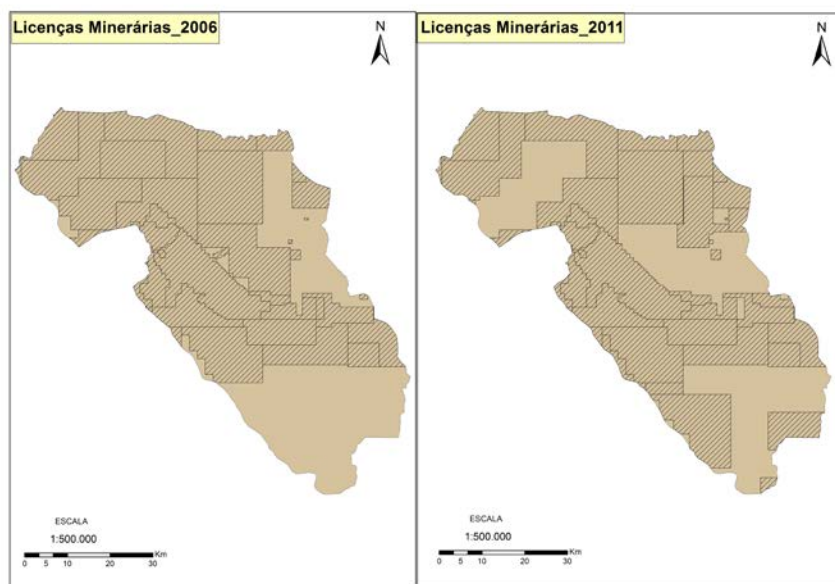 Licenças Minerárias_2006
N
ESCALA
1:500.000
0 5 10 20 30 Km
Licenças Minerárias_2011
N
ESCALA
1:500.000
0 5 10 20 30 Km